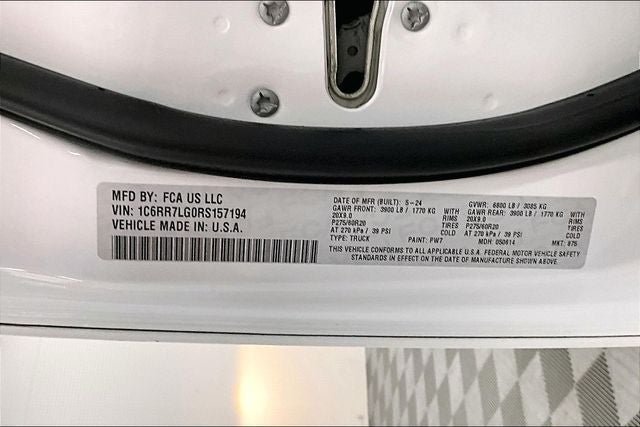 MFD BY: FCA US LLC
VIN: 1C6RR7LG0RS157194
VEHICLE MADE IN: U.S.A.
DATE OF MFR (BUILT): 5-24
GAWR FRONT: 3900 LB / 1770 KG WITH
20X9.0 RIMS
P275/60R20 TIRES
AT 270 kPa / 39 PSI COLD
TYPE: TRUCK PAINT: PW7
GVWR: 6800 LB / 3085 KG
GAWR REAR: 3900 LB / 1770 KG WITH
20X9.0 RIMS
P275/60R20 TIRES
AT 270 kPa / 39 PSI COLD
MDH: 050614 MKT: 875
THIS VEHICLE CONFORMS TO ALL APPLICABLE U.S.A. FEDERAL MOTOR VEHICLE SAFETY
STANDARDS IN EFFECT ON THE DATE OF MANUFACTURE SHOWN ABOVE.